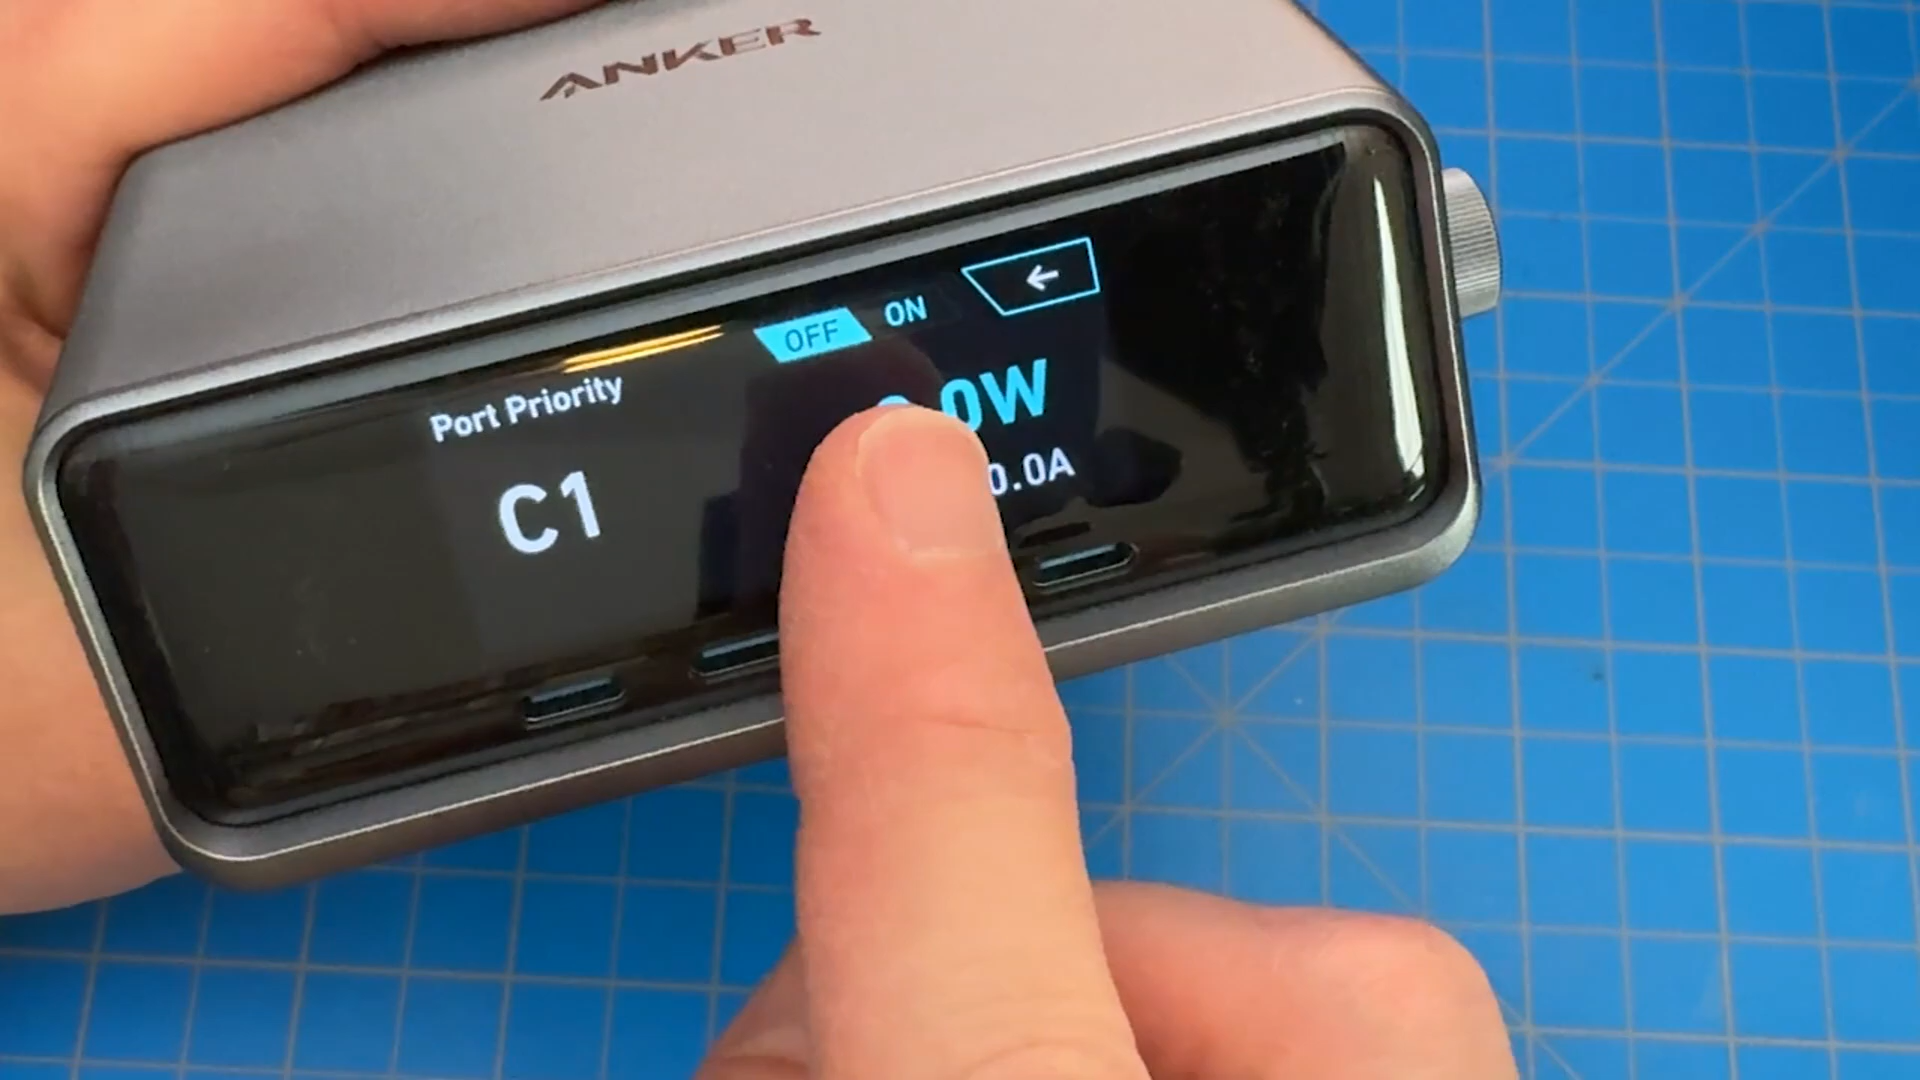 ANKER
OFF ON ←
Port Priority
.0W
C1
0.0A